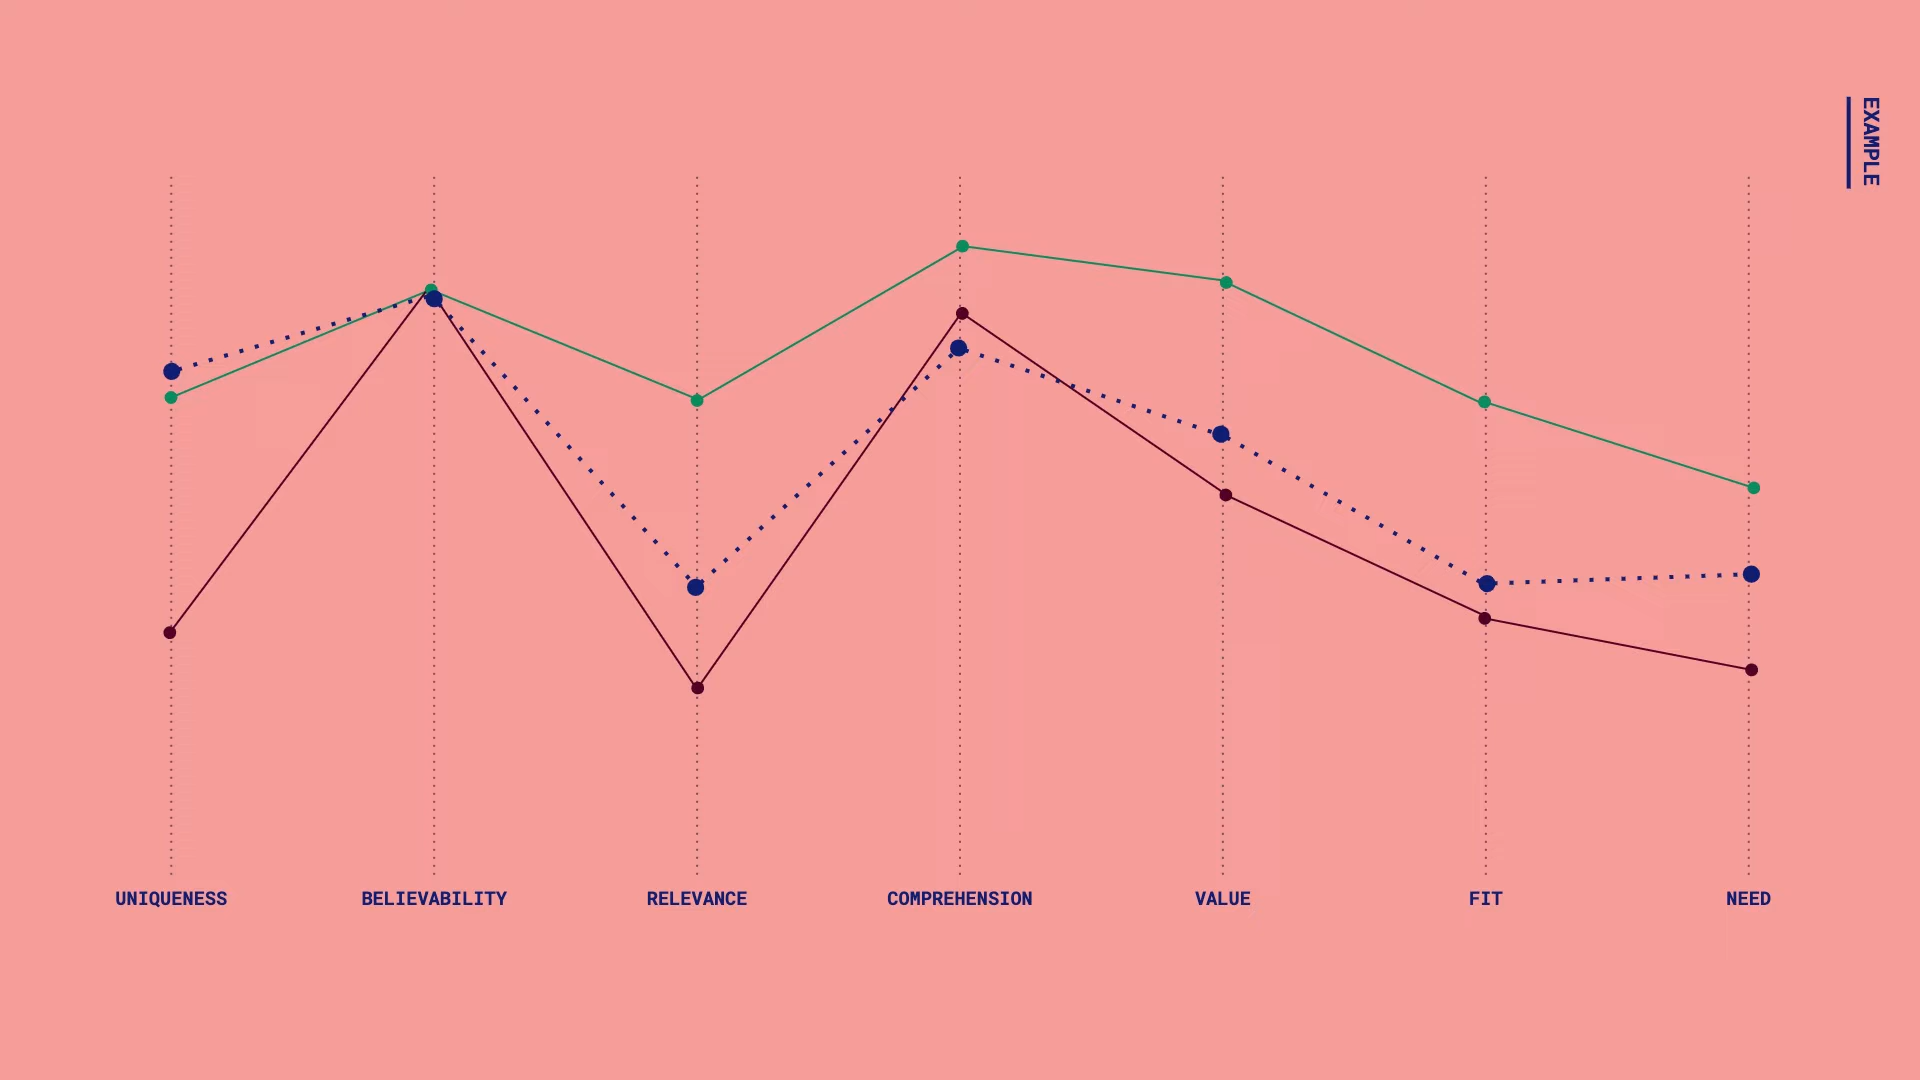 EXAMPLE
UNIQUENESS
BELIEVABILITY
RELEVANCE
COMPREHENSION
VALUE
FIT
NEED